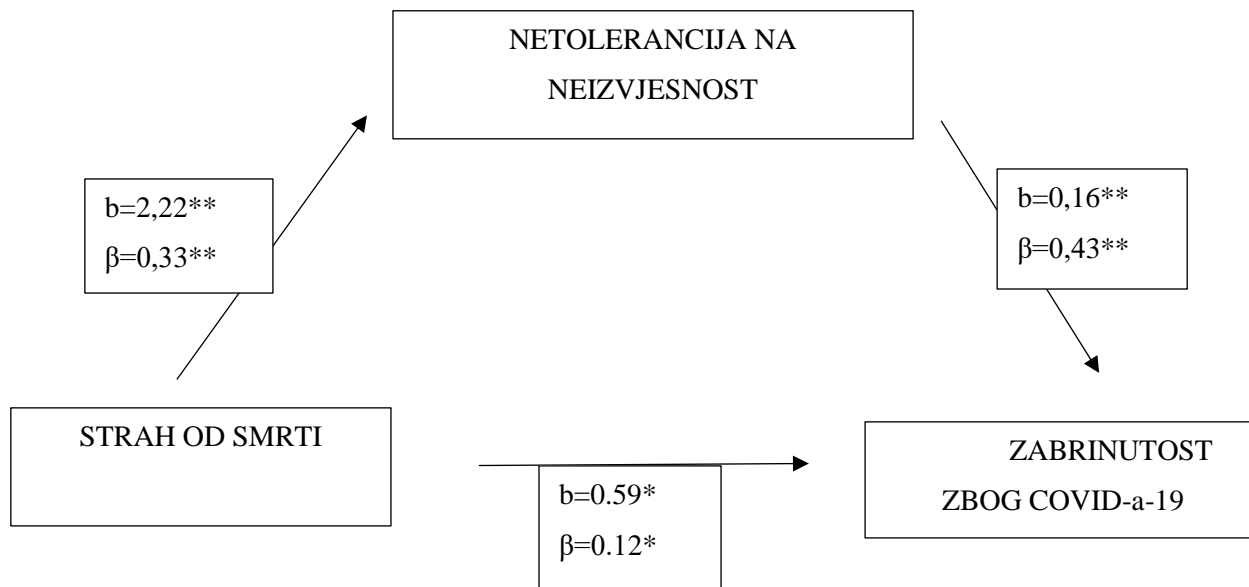 NETOLERANCIJA NA
NEIZVJESNOST
b=2,22**
β=0,33**
b=0,16**
β=0,43**
STRAH OD SMRTI
ZABRINUTOST
ZBOG COVID-a-19
b=0.59*
β=0.12*